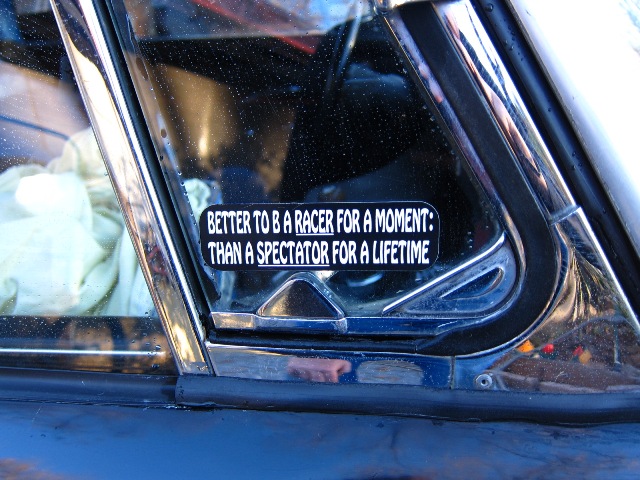 BETTER TO B A RACER FOR A MOMENT:
THAN A SPECTATOR FOR A LIFETIME